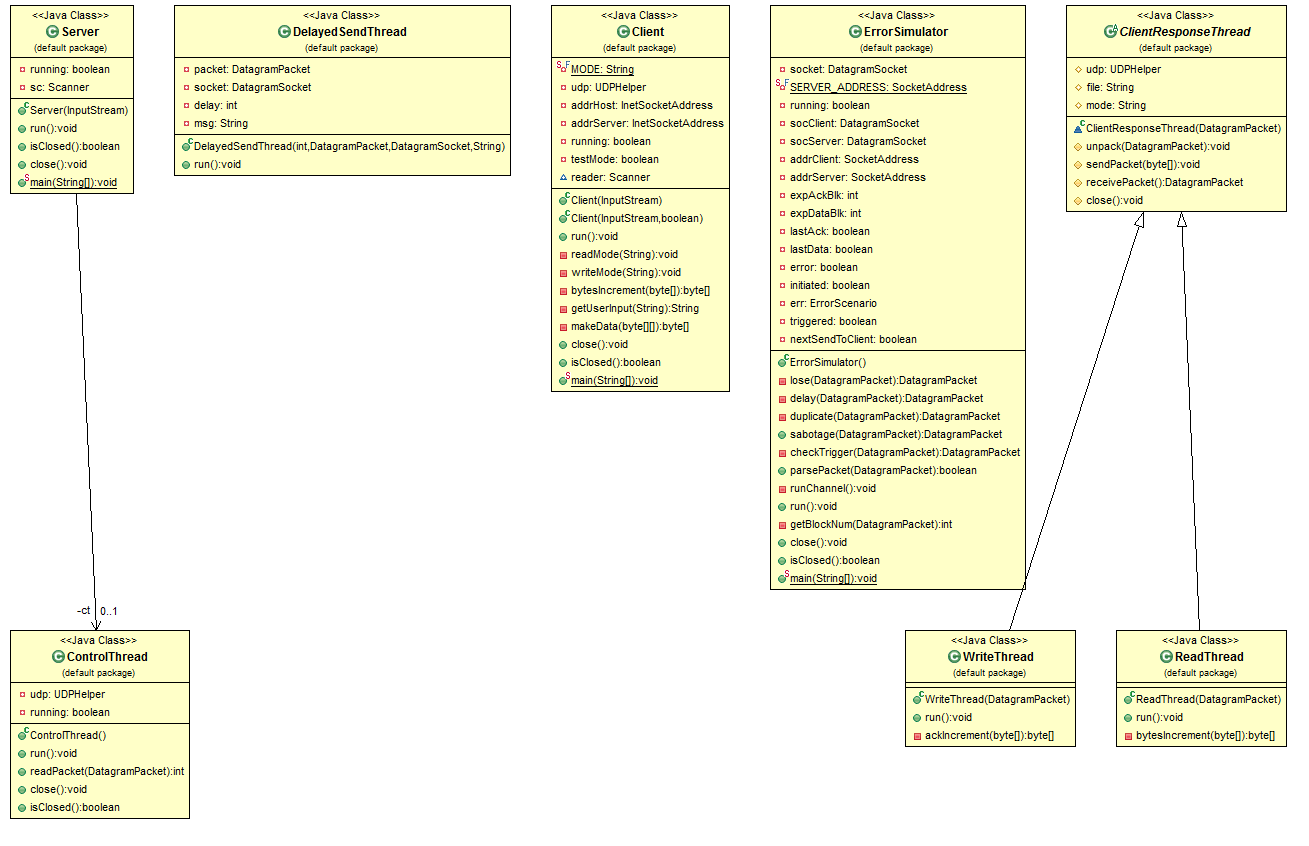 <<Java Class>>
Server
(default package)
running: boolean
sc: Scanner
Server(InputStream)
run():void
isClosed():boolean
close():void
main(String[]):void
<<Java Class>>
DelayedSendThread
(default package)
packet: DatagramPacket
socket: DatagramSocket
delay: int
msg: String
DelayedSendThread(int,DatagramPacket,DatagramSocket,String)
run():void
<<Java Class>>
Client
(default package)
MODE: String
udp: UDPHelper
addrHost: InetSocketAddress
addrServer: InetSocketAddress
running: boolean
testMode: boolean
reader: Scanner
Client(InputStream)
Client(InputStream,boolean)
run():void
readMode(String):void
writeMode(String):void
bytesIncrement(byte[]):byte[]
getUserInput(String):String
makeData(byte[][]):byte[]
close():void
isClosed():boolean
main(String[]):void
<<Java Class>>
ErrorSimulator
(default package)
socket: DatagramSocket
SERVER_ADDRESS: SocketAddress
running: boolean
socClient: DatagramSocket
socServer: DatagramSocket
addrClient: SocketAddress
addrServer: SocketAddress
expAckBlk: int
expDataBlk: int
lastAck: boolean
lastData: boolean
error: boolean
initiated: boolean
err: ErrorScenario
triggered: boolean
nextSendToClient: boolean
ErrorSimulator()
lose(DatagramPacket):DatagramPacket
delay(DatagramPacket):DatagramPacket
duplicate(DatagramPacket):DatagramPacket
sabotage(DatagramPacket):DatagramPacket
checkTrigger(DatagramPacket):DatagramPacket
parsePacket(DatagramPacket):boolean
runChannel():void
run():void
getBlockNum(DatagramPacket):int
close():void
isClosed():boolean
main(String[]):void
<<Java Class>>
ClientResponseThread
(default package)
udp: UDPHelper
file: String
mode: String
ClientResponseThread(DatagramPacket)
unpack(DatagramPacket):void
sendPacket(byte[]):void
receivePacket():DatagramPacket
close():void
-ct 0..1
<<Java Class>>
ControlThread
(default package)
udp: UDPHelper
running: boolean
ControlThread()
run():void
readPacket(DatagramPacket):int
close():void
isClosed():boolean
<<Java Class>>
WriteThread
(default package)
WriteThread(DatagramPacket)
run():void
ackIncrement(byte[]):byte[]
<<Java Class>>
ReadThread
(default package)
ReadThread(DatagramPacket)
run():void
bytesIncrement(byte[]):byte[]